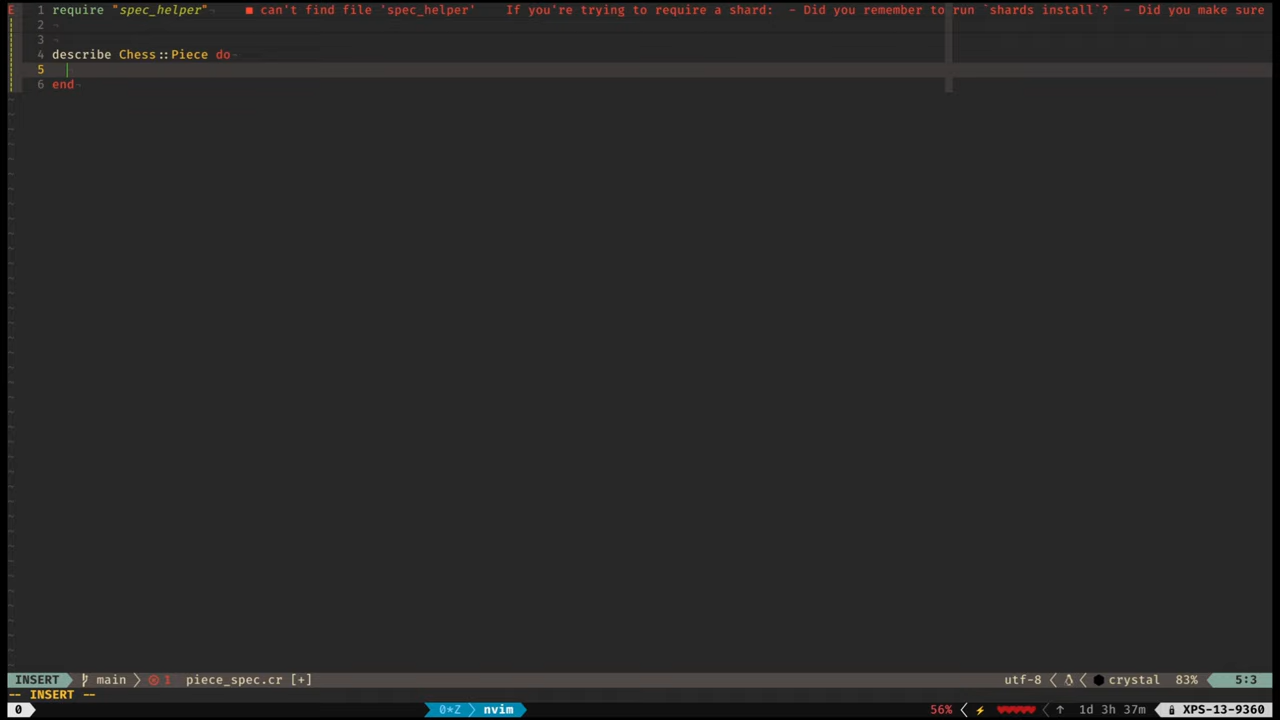 E 1 require "spec_helper" ■ can't find file 'spec_helper' If you're trying to require a shard: - Did you remember to run `shards install`? - Did you make sure
2
3
4 describe Chess::Piece do
5
6 end
INSERT main 1 piece_spec.cr [+] utf-8 crystal 83% 5:3
-- INSERT --
0 0*Z nvim 56% ↑ 1d 3h 37m XPS-13-9360